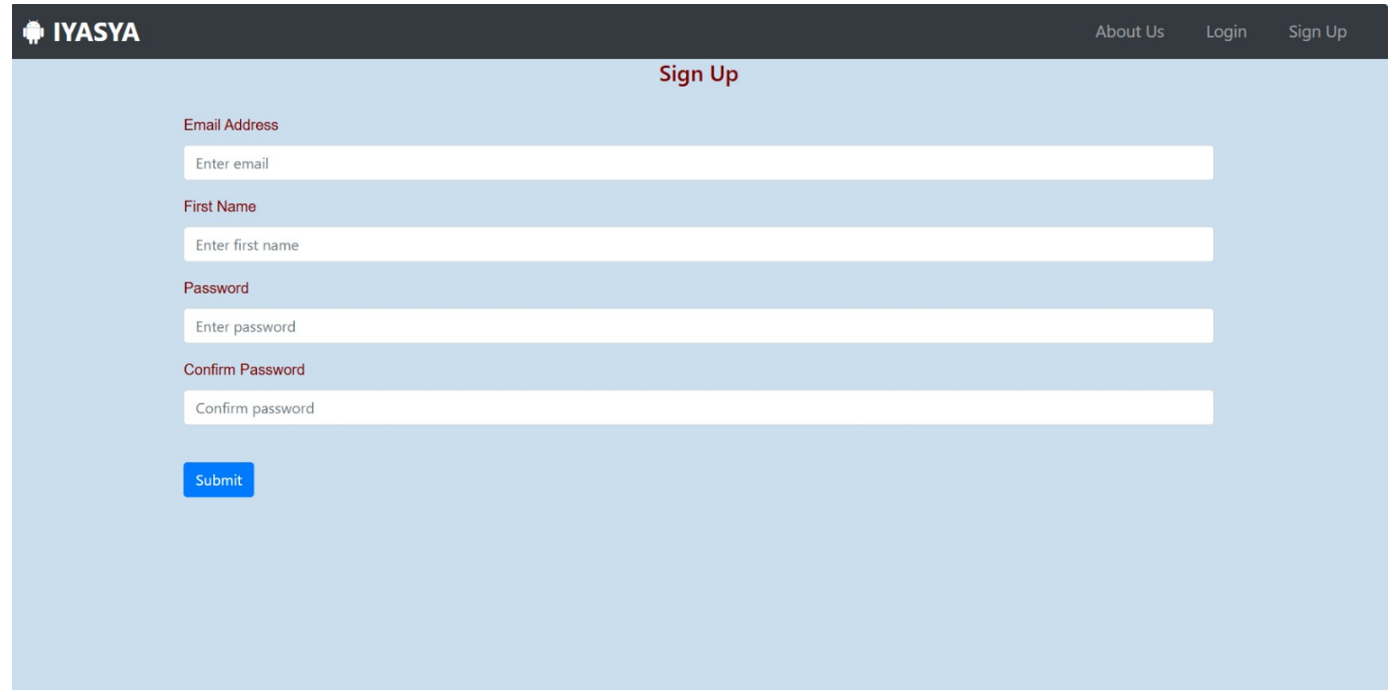 IYASYA About Us Login Sign Up
Sign Up
Email Address
Enter email
First Name
Enter first name
Password
Enter password
Confirm Password
Confirm password
Submit